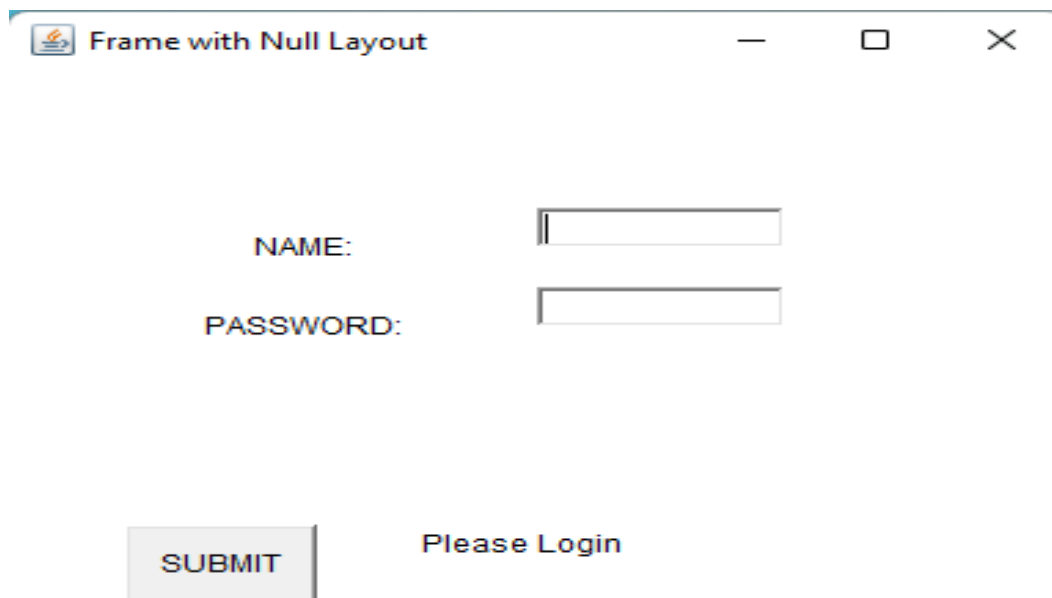 Frame with Null Layout
NAME:
PASSWORD:
SUBMIT
Please Login